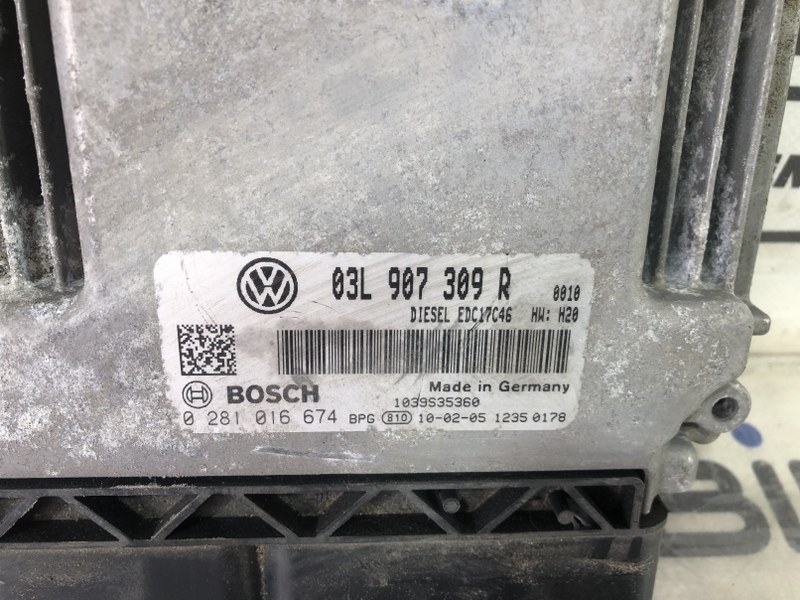 03L 907 309 R 0010
DIESEL EDC17C46 HW: H20
Made in Germany
BOSCH
1039S35360
0 281 016 674 BPG 810 10-02-05 1235 0178